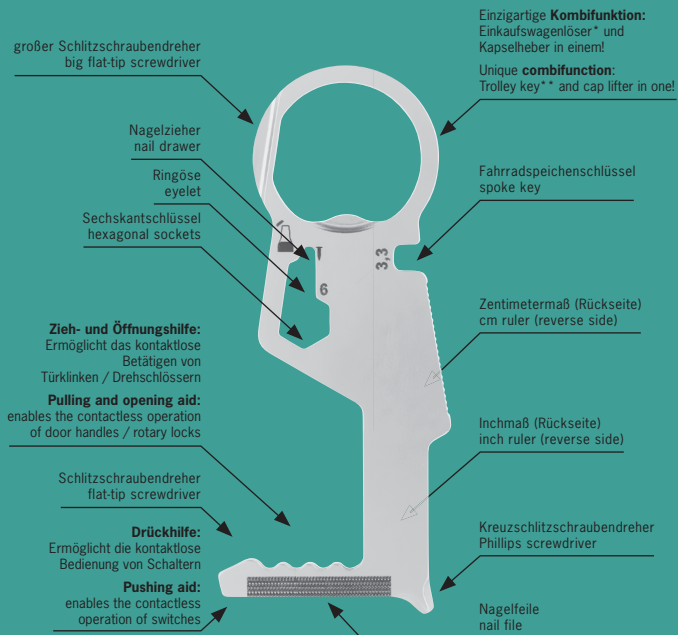 großer Schlitzschraubendreher
big flat-tip screwdriver
Nagelzieher
nail drawer
Ringöse
eyelet
Sechskantschlüssel
hexagonal sockets
Zieh- und Öffnungshilfe:
Ermöglicht das kontaktlose
Betätigen von
Türklinken / Drehschlössern
Pulling and opening aid:
enables the contactless operation
of door handles / rotary locks
Schlitzschraubendreher
flat-tip screwdriver
Drückhilfe:
Ermöglicht die kontaktlose
Bedienung von Schaltern
Pushing aid:
enables the contactless
operation of switches
6
3,3
Einzigartige Kombifunktion:
Einkaufswagenlöser* und
Kapselheber in einem!
Unique combifunction:
Trolley key** and cap lifter in one!
Fahrradspeichenschlüssel
spoke key
Zentimetermaß (Rückseite)
cm ruler (reverse side)
Inchmaß (Rückseite)
inch ruler (reverse side)
Kreuzschlitzschraubendreher
Phillips screwdriver
Nagelfeile
nail file